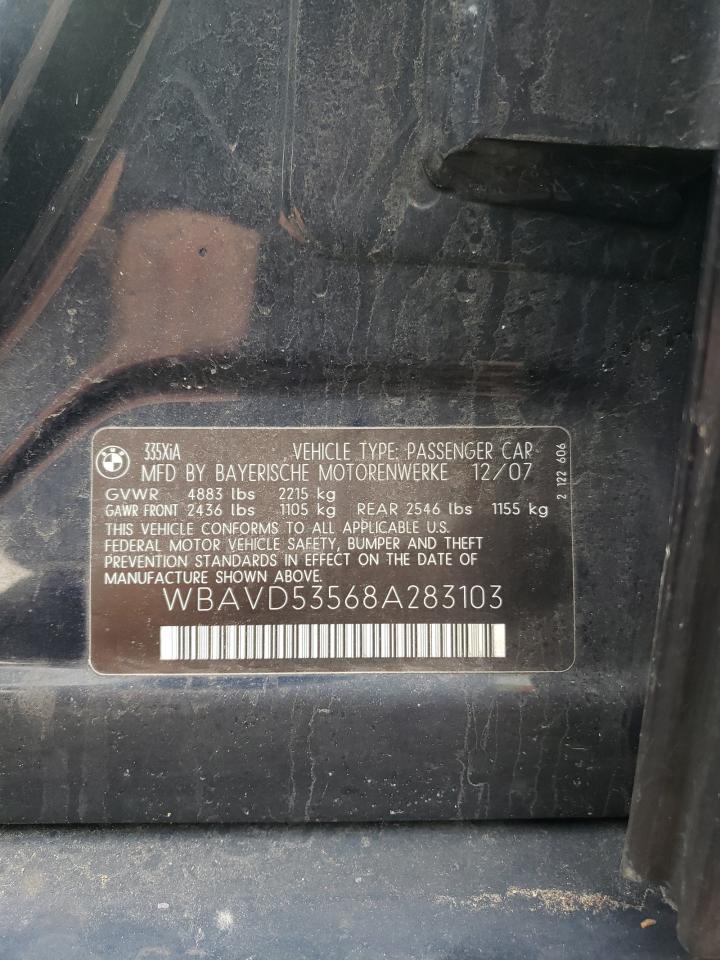 BMW
335XiA VEHICLE TYPE: PASSENGER CAR
MFD BY BAYERISCHE MOTORENWERKE 12/07
GVWR 4883 lbs 2215 kg
GAWR FRONT 2436 lbs 1105 kg REAR 2546 lbs 1155 kg
THIS VEHICLE CONFORMS TO ALL APPLICABLE U.S.
FEDERAL MOTOR VEHICLE SAFETY, BUMPER AND THEFT
PREVENTION STANDARDS IN EFFECT ON THE DATE OF
MANUFACTURE SHOWN ABOVE.
WBAVD53568A283103
2 122 606